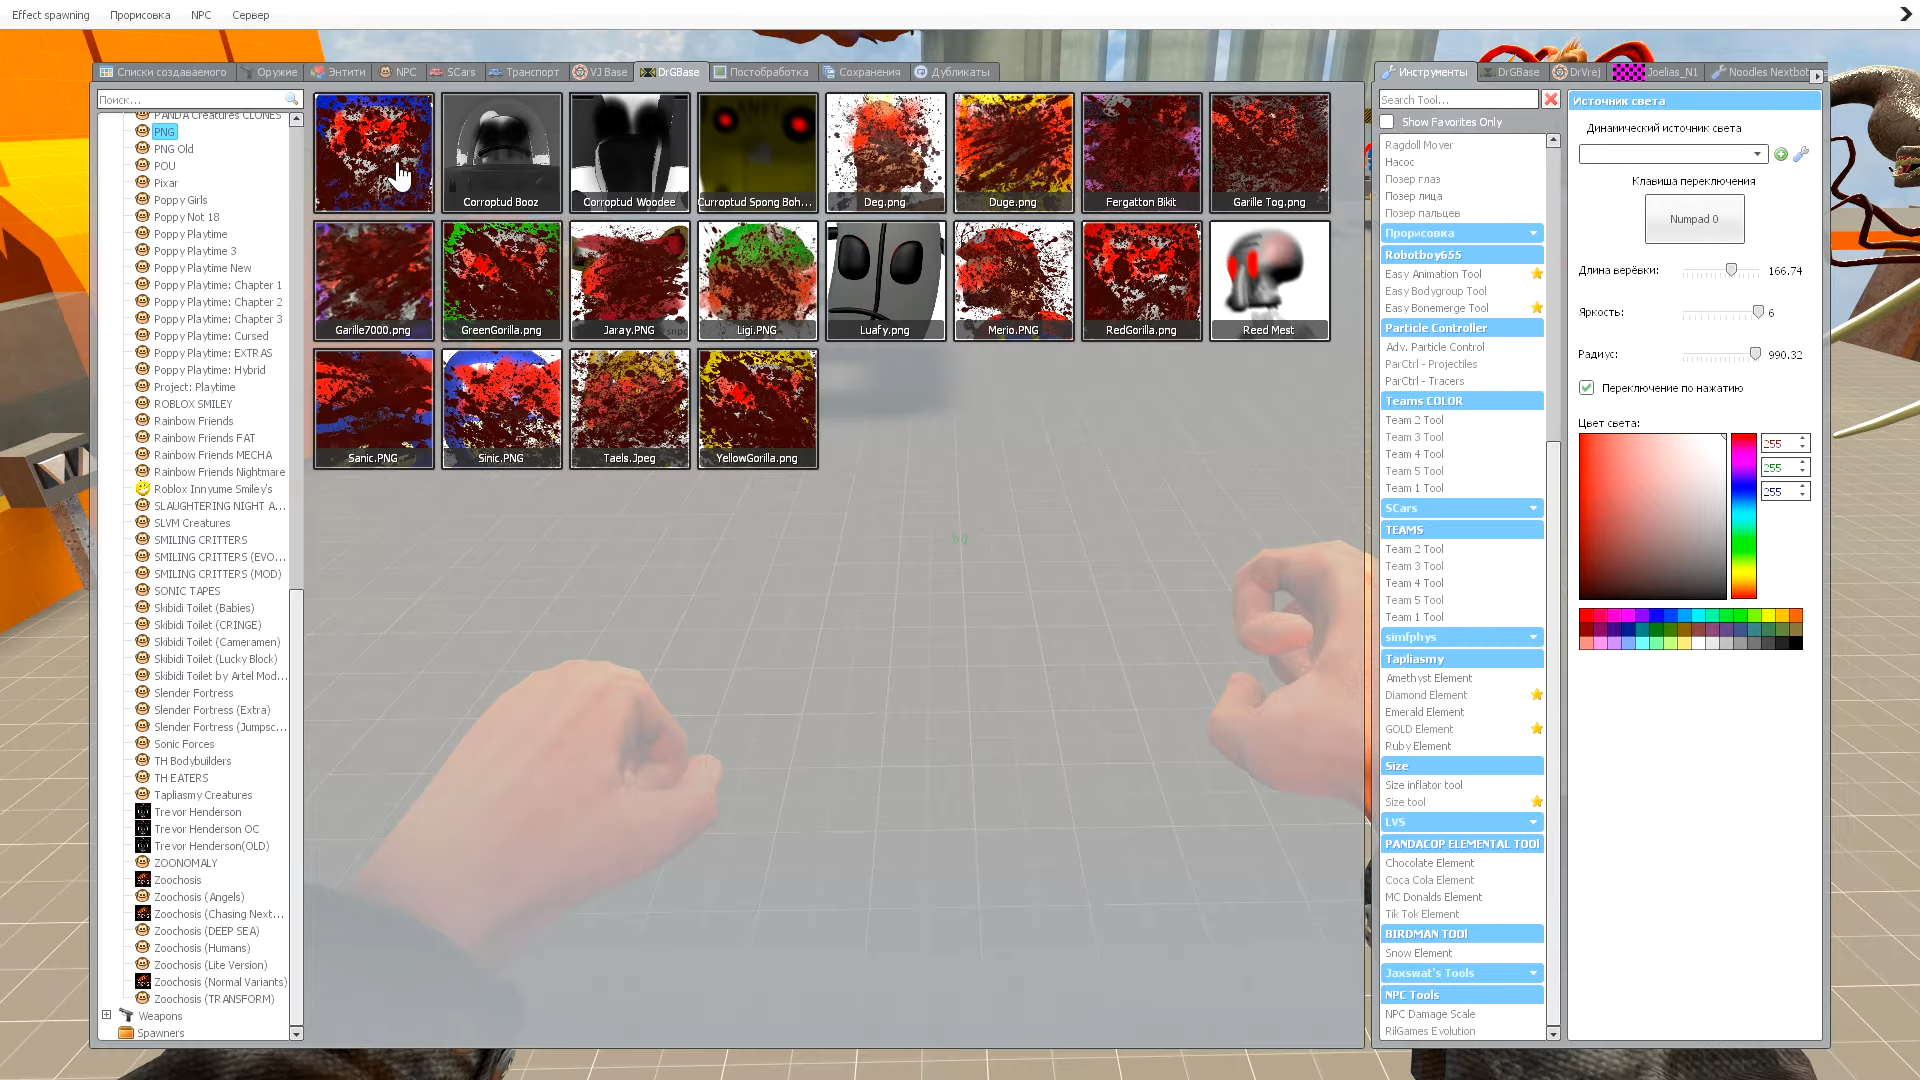 Effect spawning
Прорисовка
NPC
Сервер
Списки создаваемого
Оружие
Энтити
NPC
SCars
Транспорт
VJ Base
DrGBase
Постобработка
Сохранения
Дубликаты
Поиск...
PANDA Creatures CLONES
PNG
PNG Old
POU
Pixar
Poppy Girls
Poppy Not 18
Poppy Playtime
Poppy Playtime 3
Poppy Playtime New
Poppy Playtime: Chapter 1
Poppy Playtime: Chapter 2
Poppy Playtime: Chapter 3
Poppy Playtime: Cursed
Poppy Playtime: EXTRAS
Poppy Playtime: Hybrid
Project: Playtime
ROBLOX SMILEY
Rainbow Friends
Rainbow Friends FAT
Rainbow Friends MECHA
Rainbow Friends Nightmare
Roblox Innyume Smiley's
SLAUGHTERING NIGHT A...
SLVM Creatures
SMILING CRITTERS
SMILING CRITTERS (EVO...
SMILING CRITTERS (MOD)
SONIC TAPES
Skibidi Toilet (Babies)
Skibidi Toilet (CRINGE)
Skibidi Toilet (Cameramen)
Skibidi Toilet (Lucky Block)
Skibidi Toilet by Artel Mod...
Slender Fortress
Slender Fortress (Extra)
Slender Fortress (Jumpsc...
Sonic Forces
TH Bodybuilders
TH EATERS
Tapliasmy Creatures
Trevor Henderson
Trevor Henderson OC
Trevor Henderson(OLD)
ZOONOMALY
Zoochosis
Zoochosis (Angels)
Zoochosis (Chasing Next...
Zoochosis (DEEP SEA)
Zoochosis (Humans)
Zoochosis (Lite Version)
Zoochosis (Normal Variants)
Zoochosis (TRANSFORM)
Weapons
Spawners
Corroptud Booz
Corroptud Woodee
Curroptud Spong Boh...
Deg.png
Duge.png
Fergatton Bikit
Garille Tog.png
Garille7000.png
GreenGorilla.png
Jaray.PNG
Ligi.PNG
Luafy.png
Merio.PNG
RedGorilla.png
Reed Mest
Sanic.PNG
Sinic.PNG
Taels.Jpeg
YellowGorilla.png
Инструменты
DrGBase
DrVrej
Joelias_N1
Noodles Nextbot
Search Tool...
Show Favorites Only
Ragdoll Mover
Насос
Позер глаз
Позер лица
Позер пальцев
Прорисовка
Robotboy655
Easy Animation Tool
Easy Bodygroup Tool
Easy Bonemerge Tool
Particle Controller
Adv. Particle Control
ParCtrl - Projectiles
ParCtrl - Tracers
Teams COLOR
Team 2 Tool
Team 3 Tool
Team 4 Tool
Team 5 Tool
Team 1 Tool
SCars
TEAMS
Team 2 Tool
Team 3 Tool
Team 4 Tool
Team 5 Tool
Team 1 Tool
simfphys
Tapliasmy
Amethyst Element
Diamond Element
Emerald Element
GOLD Element
Ruby Element
Size
Size inflator tool
Size tool
LVS
PANDACOP ELEMENTAL TOOl
Chocolate Element
Coca Cola Element
MC Donalds Element
Tik Tok Element
BIRDMAN TOOl
Snow Element
Jaxswat's Tools
NPC Tools
NPC Damage Scale
RilGames Evolution
Источник света
Динамический источник света
Клавиша переключения
Numpad 0
Длина верёвки: 166.74
Яркость: 6
Радиус: 990.32
Переключение по нажатию
Цвет света:
255
255
255